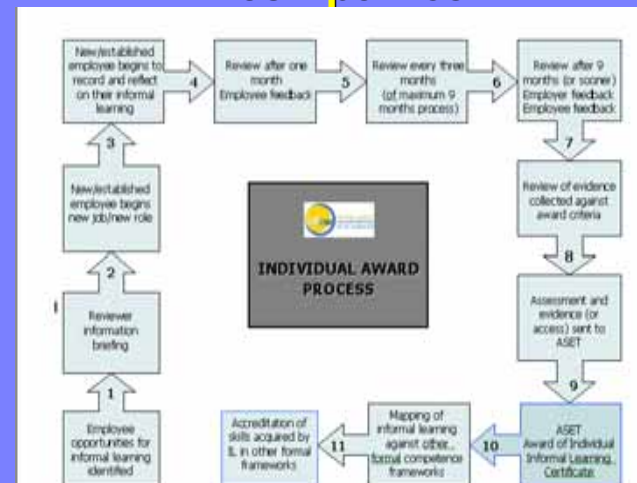 New/established
employee begins to
record and reflect
on their informal
learning
4
Review after one
month
Employee feedback
5
Review every three
months
(of maximum 9
months process)
6
Review after 9
months (or sooner)
Employer feedback
Employee feedback
3
7
New/established
employee begins
new job/new role
INDIVIDUAL AWARD
PROCESS
Review of evidence
collected against
award criteria
2
8
Reviewer
information
briefing
Assessment and
evidence (or
access) sent to
ASET
1
9
Employee
opportunities for
informal learning
identified
Accreditation of
skills acquired by
IL in other formal
frameworks
11
Mapping of
informal learning
against other
formal competence
frameworks
10
ASET
Award of Individual
Informal Learning
Certificate